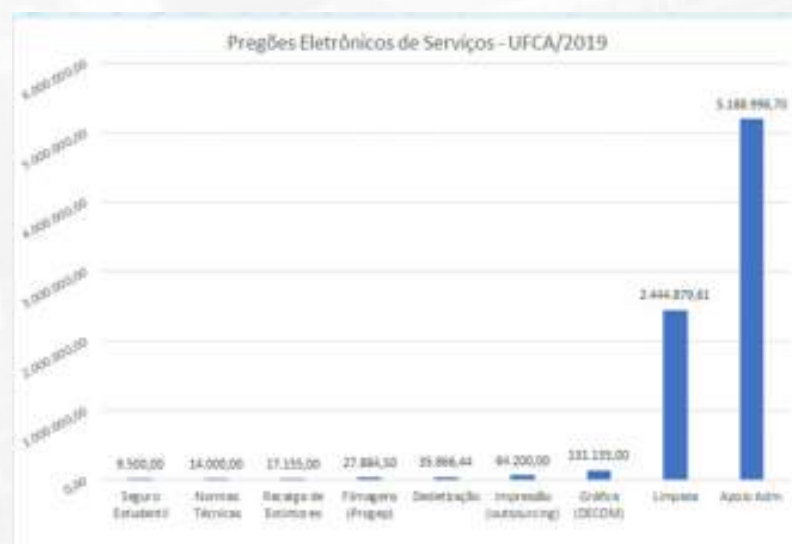 Pregões Eletrônicos de Serviços - UFCA/2019
6.000.000,00
5.000.000,00
4.000.000,00
3.000.000,00
2.000.000,00
1.000.000,00
0,00
9.500,00
14.000,00
17.155,00
27.884,50
35.866,44
64.200,00
131.135,00
2.444.879,61
5.188.996,70
Seguro Estudantil
Normas Técnicas
Recarga de Extintores
Filmagens (Progep)
Dedetização
Impressão (outsourcing)
Gráfica (DECOM)
Limpeza
Apoio Adm